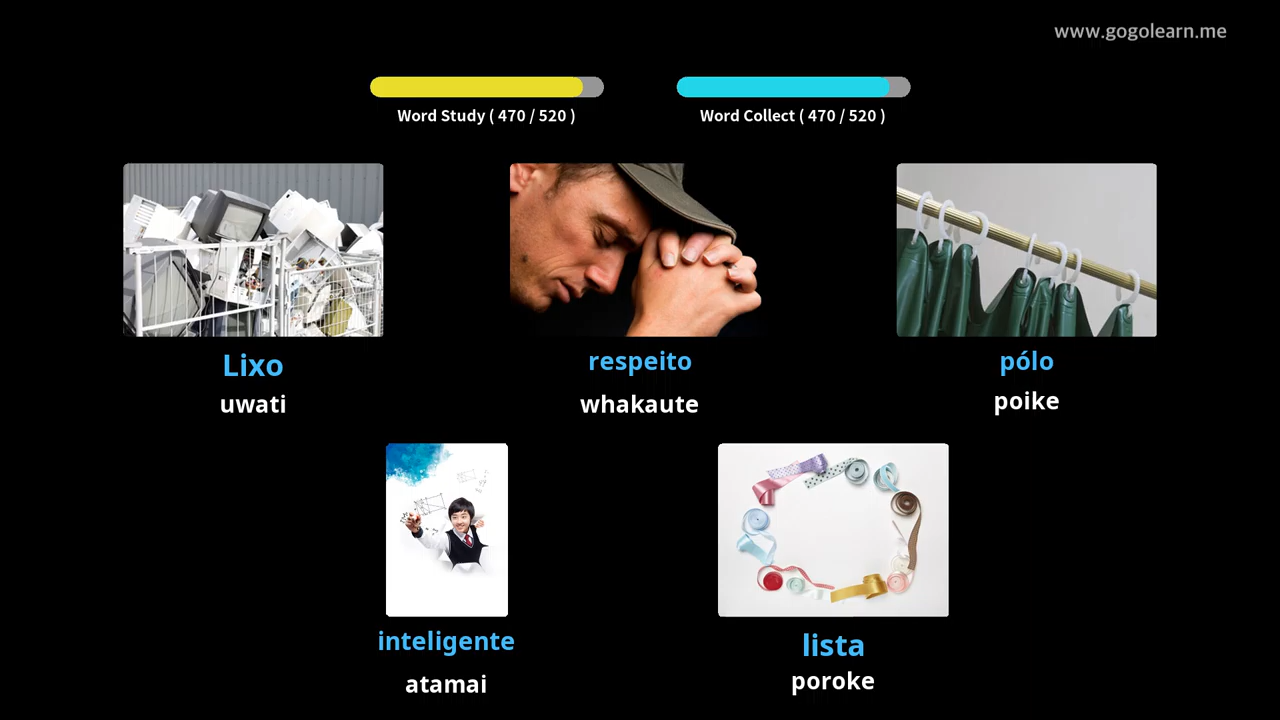 www.gogolearn.me
Word Study ( 470 / 520 )
Word Collect ( 470 / 520 )
Lixo
uwati
respeito
whakaute
pólo
poike
inteligente
atamai
lista
poroke